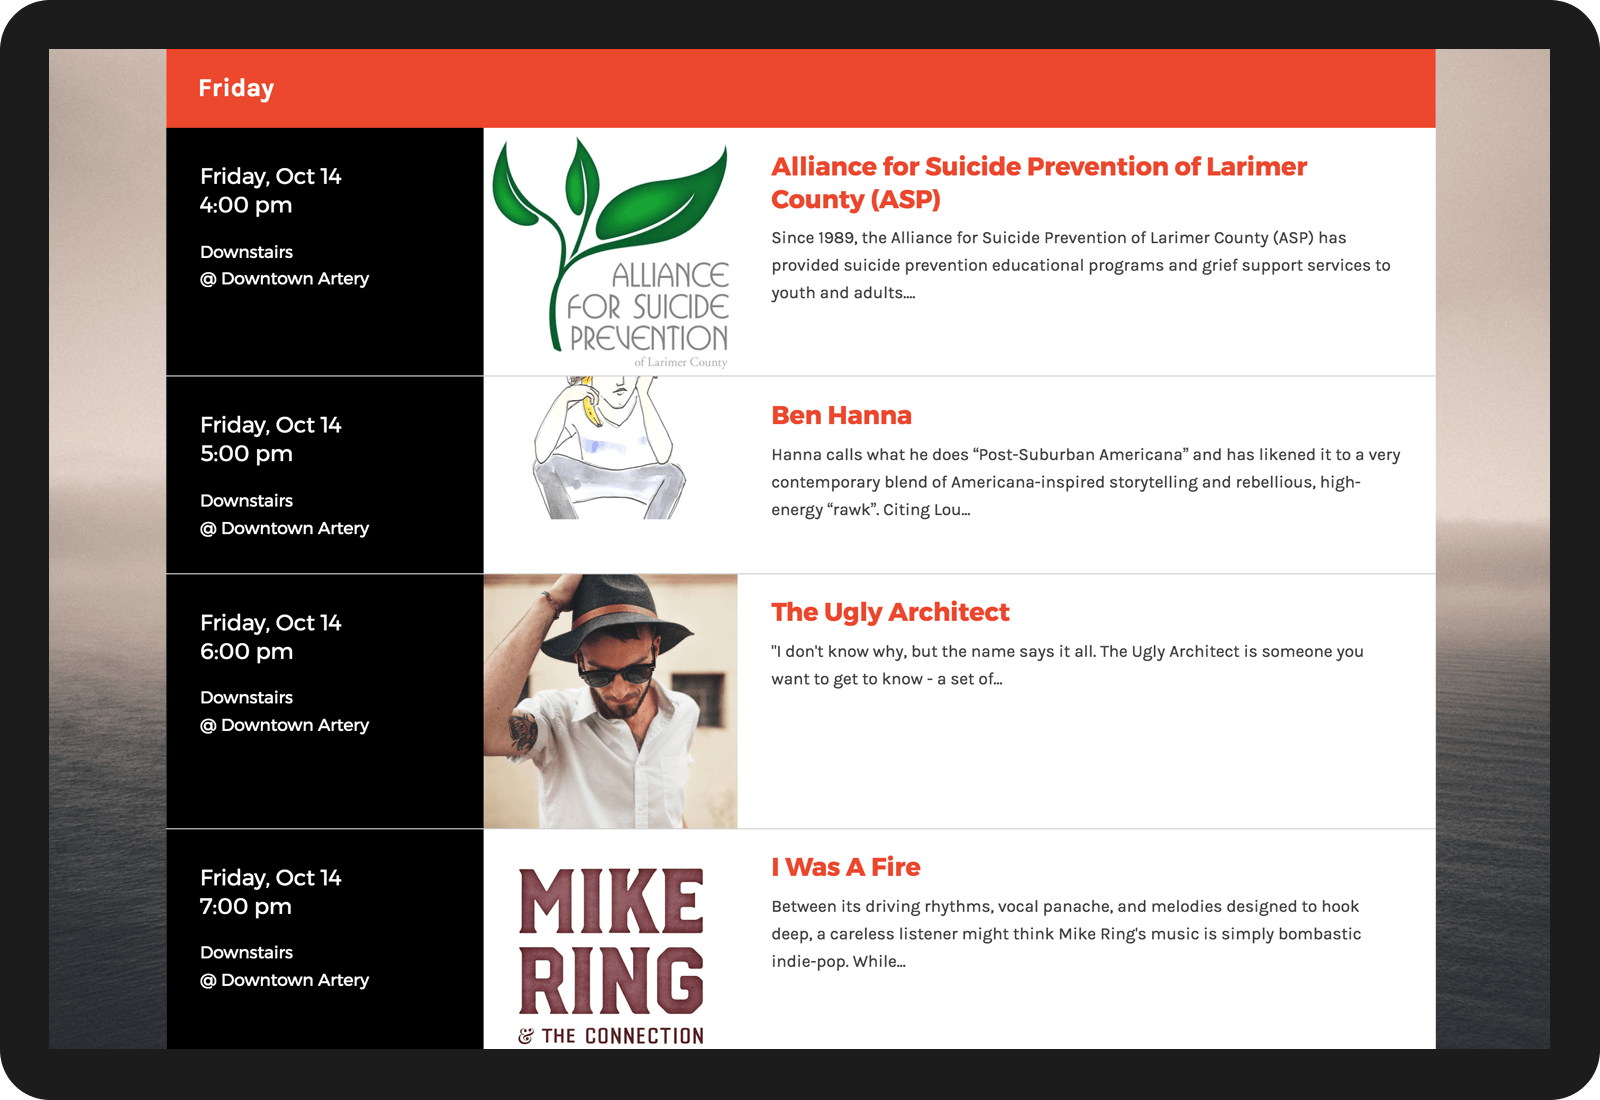 Friday
Friday, Oct 14
4:00 pm
Downstairs
@ Downtown Artery
ALLIANCE
FOR SUICIDE
PREVENTION
of Larimer County
Alliance for Suicide Prevention of Larimer
County (ASP)
Since 1989, the Alliance for Suicide Prevention of Larimer County (ASP) has
provided suicide prevention educational programs and grief support services to
youth and adults....
Friday, Oct 14
5:00 pm
Downstairs
@ Downtown Artery
Ben Hanna
Hanna calls what he does “Post-Suburban Americana” and has likened it to a very
contemporary blend of Americana-inspired storytelling and rebellious, high-
energy “rawk”. Citing Lou...
Friday, Oct 14
6:00 pm
Downstairs
@ Downtown Artery
The Ugly Architect
"I don't know why, but the name says it all. The Ugly Architect is someone you
want to get to know - a set of...
Friday, Oct 14
7:00 pm
Downstairs
@ Downtown Artery
MIKE
RING
& THE CONNECTION
I Was A Fire
Between its driving rhythms, vocal panache, and melodies designed to hook
deep, a careless listener might think Mike Ring's music is simply bombastic
indie-pop. While...